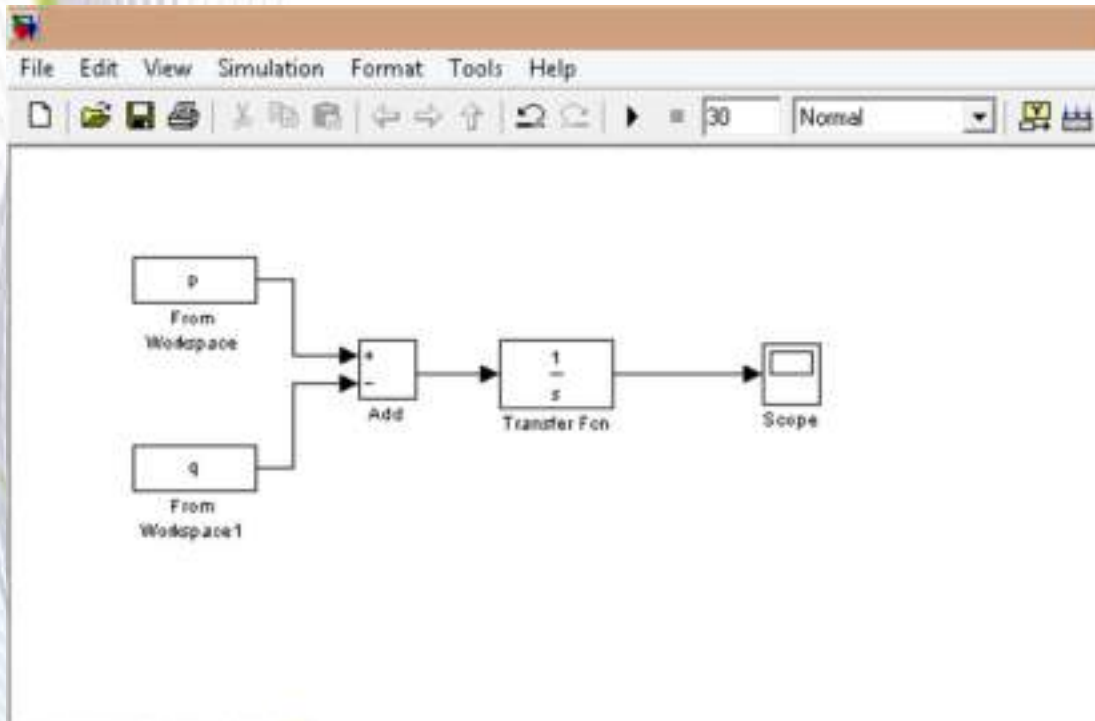 File Edit View Simulation Format Tools Help
30 Normal
p
From
Workspace
+
−
Add
1
s
Transfer Fcn
Scope
q
From
Workspace1